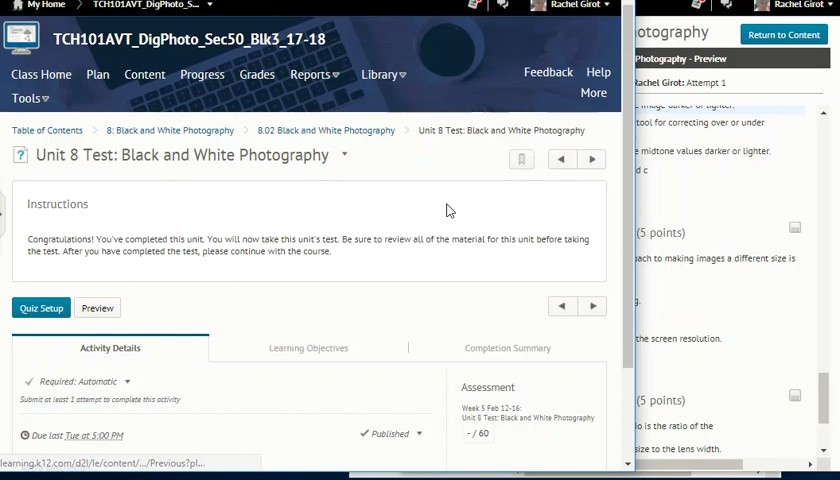 My Home
TCH101AVT_DigPhoto_S...
Rachel Girot
TCH101AVT_DigPhoto_Sec50_Blk3_17-18
Class Home Plan Content Progress Grades Reports Library
Feedback Help
More
Tools
Table of Contents 8: Black and White Photography 8.02 Black and White Photography Unit 8 Test: Black and White Photography
Unit 8 Test: Black and White Photography
Instructions
Congratulations! You've completed this unit. You will now take this unit's test. Be sure to review all of the material for this unit before taking
the test. After you have completed the test, please continue with the course.
Quiz Setup Preview
Activity Details Learning Objectives Completion Summary
Required: Automatic
Submit at least 1 attempt to complete this activity
Due last Tue at 5:00 PM
Published
Assessment
Week 5 Feb 12-16:
Unit 8 Test: Black and White Photography
- / 60
learning.k12.com/d2l/le/content/.../Previous?pl...
Rachel Girot
otography
Return to Content
Photography - Preview
Rachel Girot: Attempt 1
image darker or lighter.
tool for correcting over or under
e midtone values darker or lighter.
d c
(5 points)
oach to making images a different size is
g.
the screen resolution.
(5 points)
io is the ratio of the
size to the lens width.